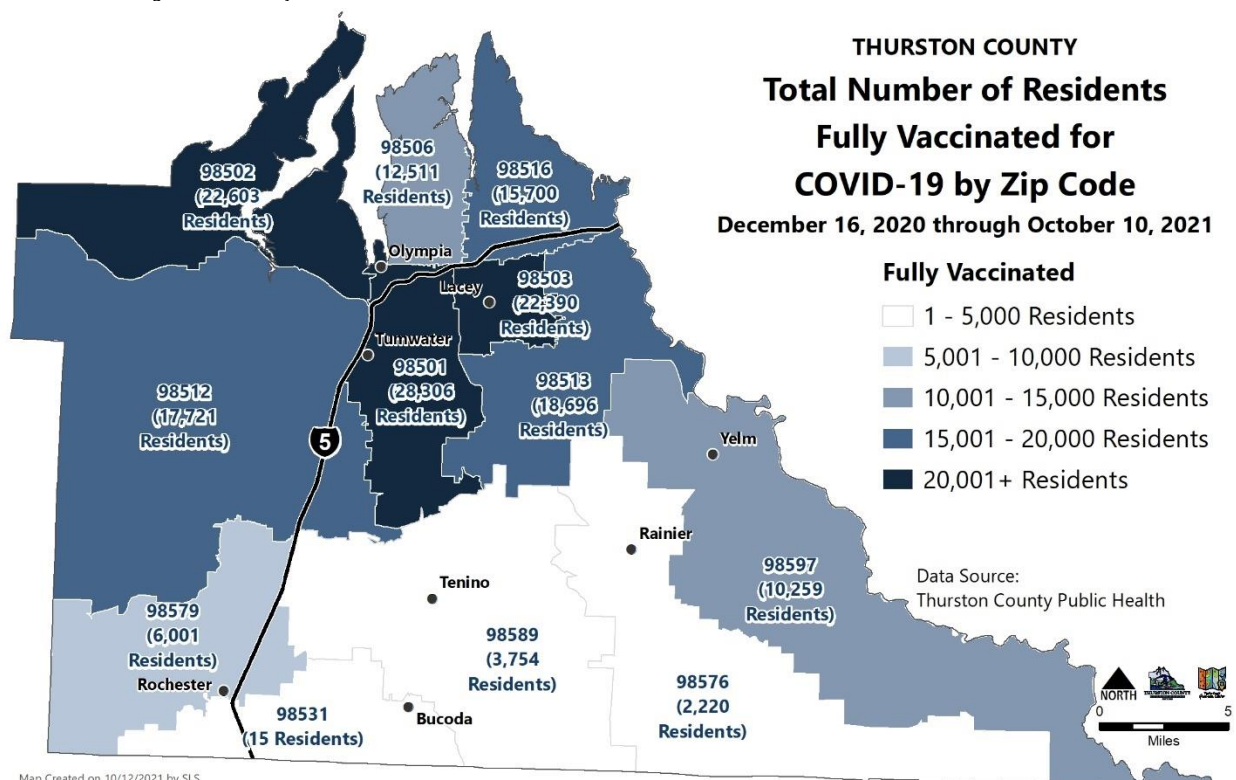 THURSTON COUNTY
Total Number of Residents
Fully Vaccinated for
COVID-19 by Zip Code
December 16, 2020 through October 10, 2021
Fully Vaccinated
1 - 5,000 Residents
5,001 - 10,000 Residents
10,001 - 15,000 Residents
15,001 - 20,000 Residents
20,001+ Residents
98502
(22,603
Residents)
98506
(12,511
Residents)
98516
(15,700
Residents)
Olympia
Lacey
98503
(22,390
Residents)
Tumwater
98501
(28,306
Residents)
98512
(17,721
Residents)
98513
(18,696
Residents)
5
Yelm
Rainier
98597
(10,259
Residents)
Tenino
98579
(6,001
Residents)
Rochester
98589
(3,754
Residents)
98576
(2,220
Residents)
98531
(15 Residents)
Bucoda
Data Source:
Thurston County Public Health
NORTH
0 5
Miles
Map Created on 10/12/2021 by SLS